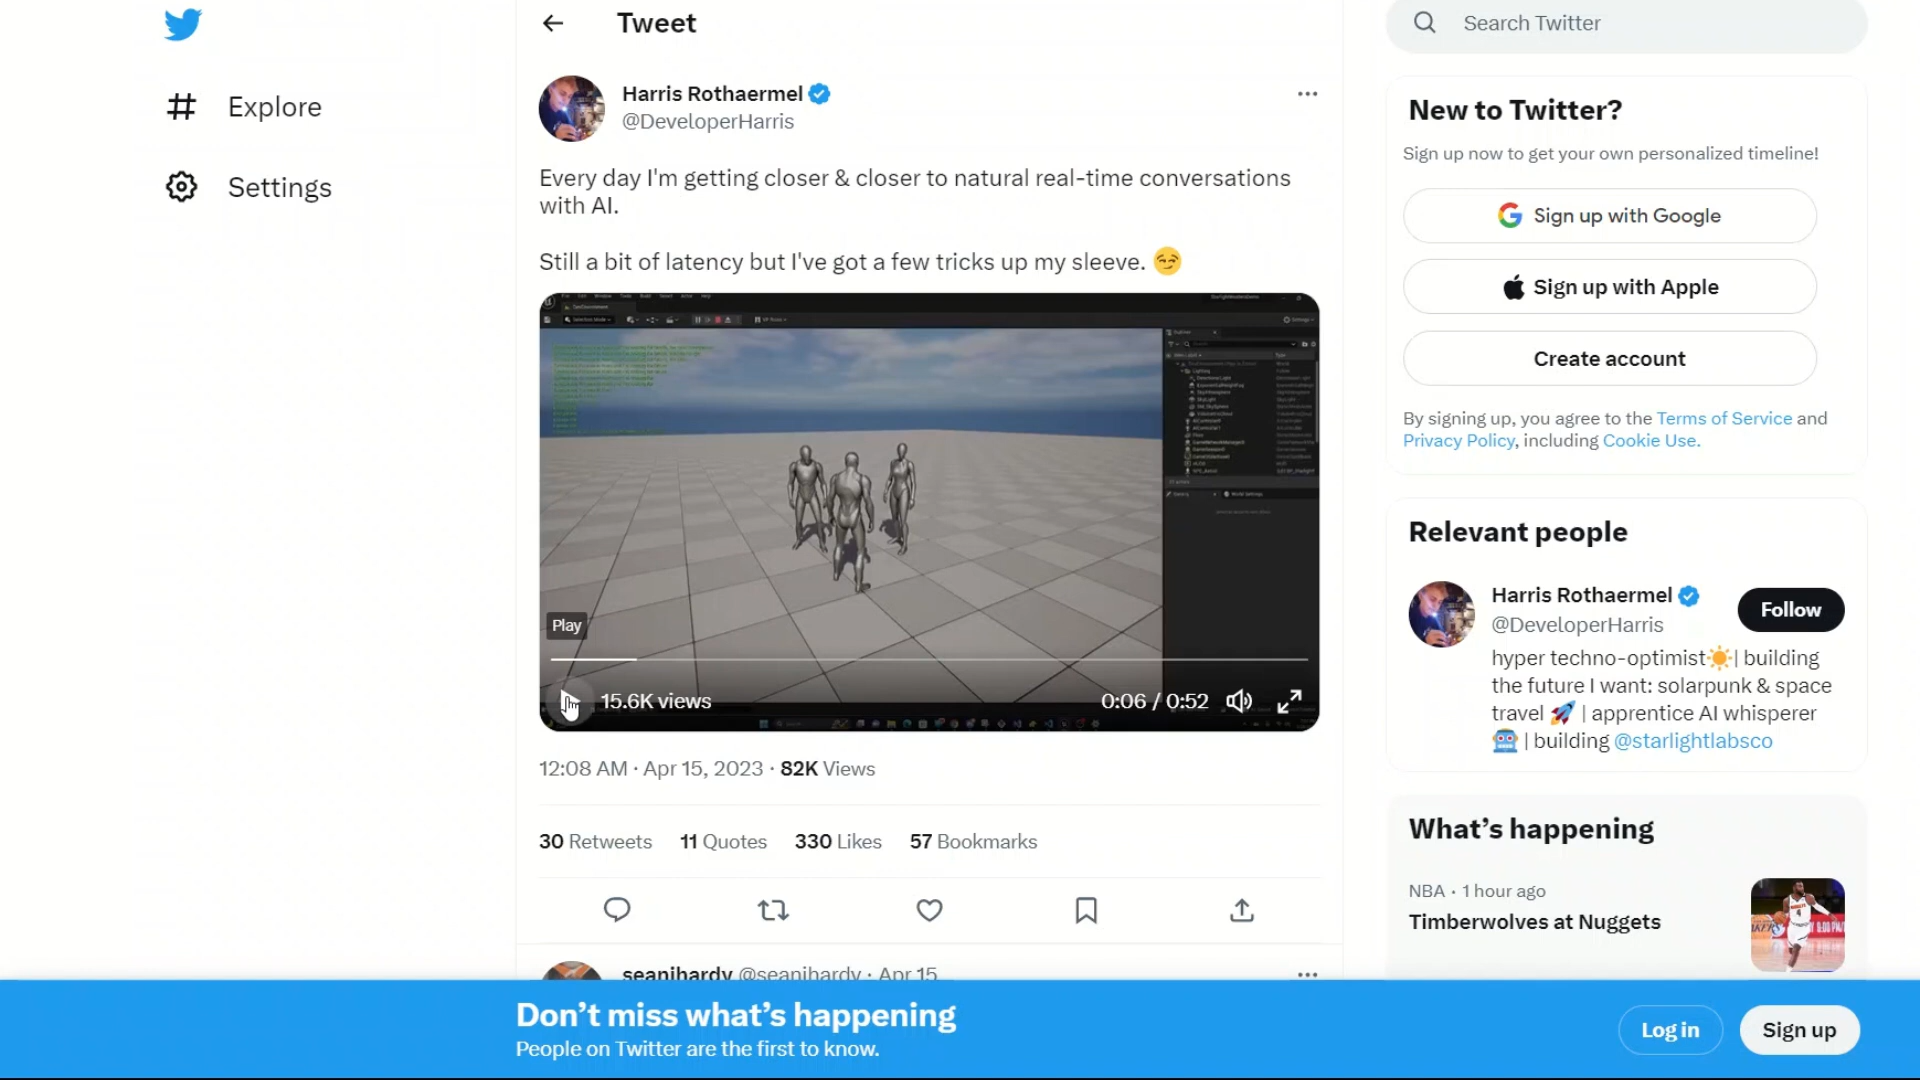 Tweet
Search Twitter
Explore
Settings
Harris Rothaermel
@DeveloperHarris
Every day I'm getting closer & closer to natural real-time conversations
with AI.
Still a bit of latency but I've got a few tricks up my sleeve. 😏
Play
15.6K views
0:06 / 0:52
12:08 AM · Apr 15, 2023 · 82K Views
30 Retweets 11 Quotes 330 Likes 57 Bookmarks
seanihardy @seanihardy · Apr 15
New to Twitter?
Sign up now to get your own personalized timeline!
Sign up with Google
Sign up with Apple
Create account
By signing up, you agree to the Terms of Service and
Privacy Policy, including Cookie Use.
Relevant people
Harris Rothaermel
@DeveloperHarris
Follow
hyper techno-optimist☀️| building
the future I want: solarpunk & space
travel 🚀 | apprentice AI whisperer
🤖 | building @starlightlabsco
What’s happening
NBA · 1 hour ago
Timberwolves at Nuggets
Don’t miss what’s happening
People on Twitter are the first to know.
Log in
Sign up